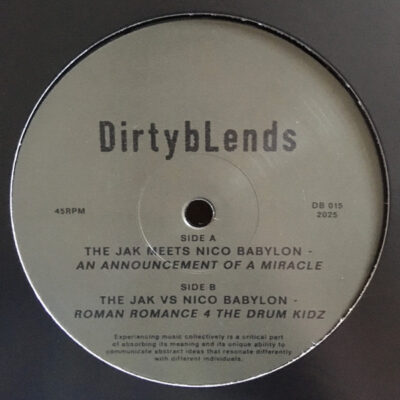 DirtybLends
45RPM
DB 015
2025
SIDE A
THE JAK MEETS NICO BABYLON -
AN ANNOUNCEMENT OF A MIRACLE
SIDE B
THE JAK VS NICO BABYLON -
ROMAN ROMANCE 4 THE DRUM KIDZ
Experiencing music collectively is a critical part
of absorbing its meaning and its unique ability to
communicate abstract ideas that resonate differently
with different individuals.